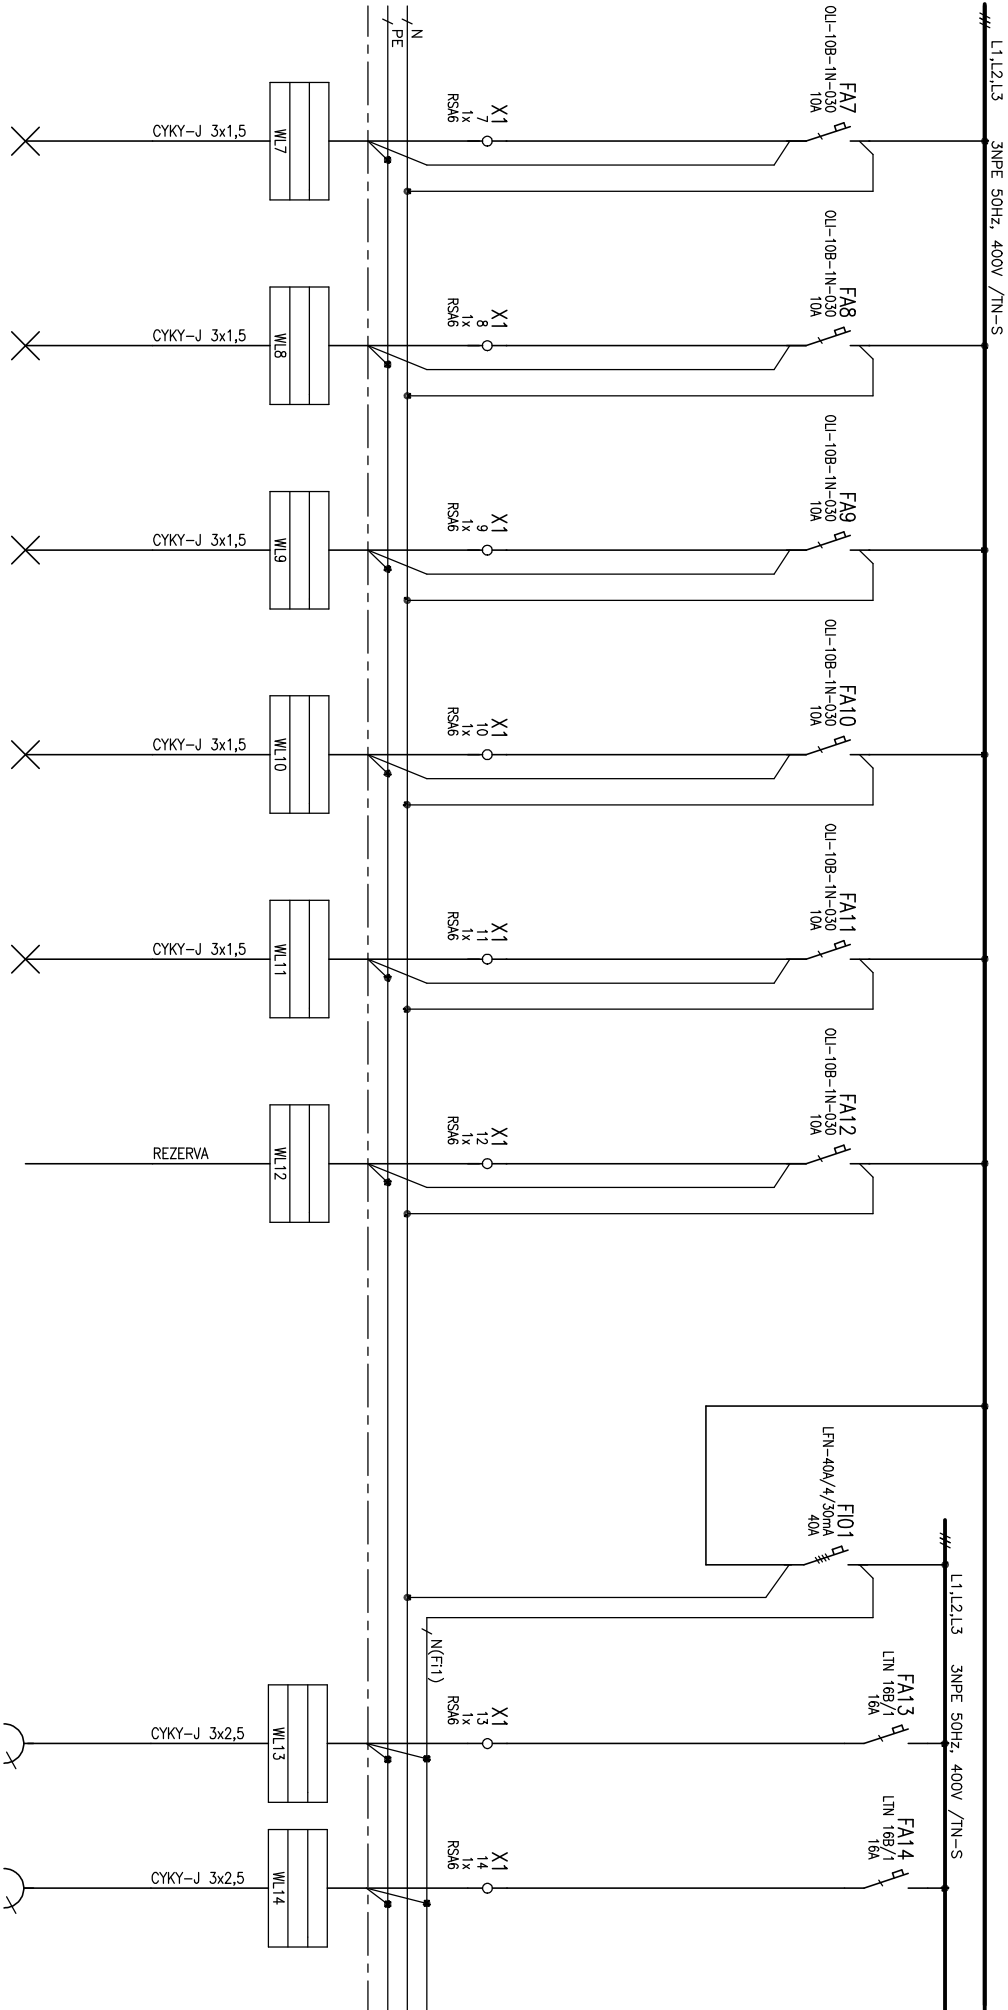 L1,L2,L3 3NPE 50Hz, 400V /TN-S
FA7
OLI-10B-1N-030
10A
X1
7
1x
RSA6
N
PE
WL7
CYKY-J 3x1,5
FA8
OLI-10B-1N-030
10A
X1
8
1x
RSA6
WL8
CYKY-J 3x1,5
FA9
OLI-10B-1N-030
10A
X1
9
1x
RSA6
WL9
CYKY-J 3x1,5
FA10
OLI-10B-1N-030
10A
X1
10
1x
RSA6
WL10
CYKY-J 3x1,5
FA11
OLI-10B-1N-030
10A
X1
11
1x
RSA6
WL11
CYKY-J 3x1,5
FA12
OLI-10B-1N-030
10A
X1
12
1x
RSA6
WL12
REZERVA
FI01
LFN-40A/4/30mA
40A
L1,L2,L3 3NPE 50Hz, 400V /TN-S
N(Fi1)
FA13
LTN 16B/1
16A
X1
13
1x
RSA6
WL13
CYKY-J 3x2,5
FA14
LTN 16B/1
16A
X1
14
1x
RSA6
WL14
CYKY-J 3x2,5